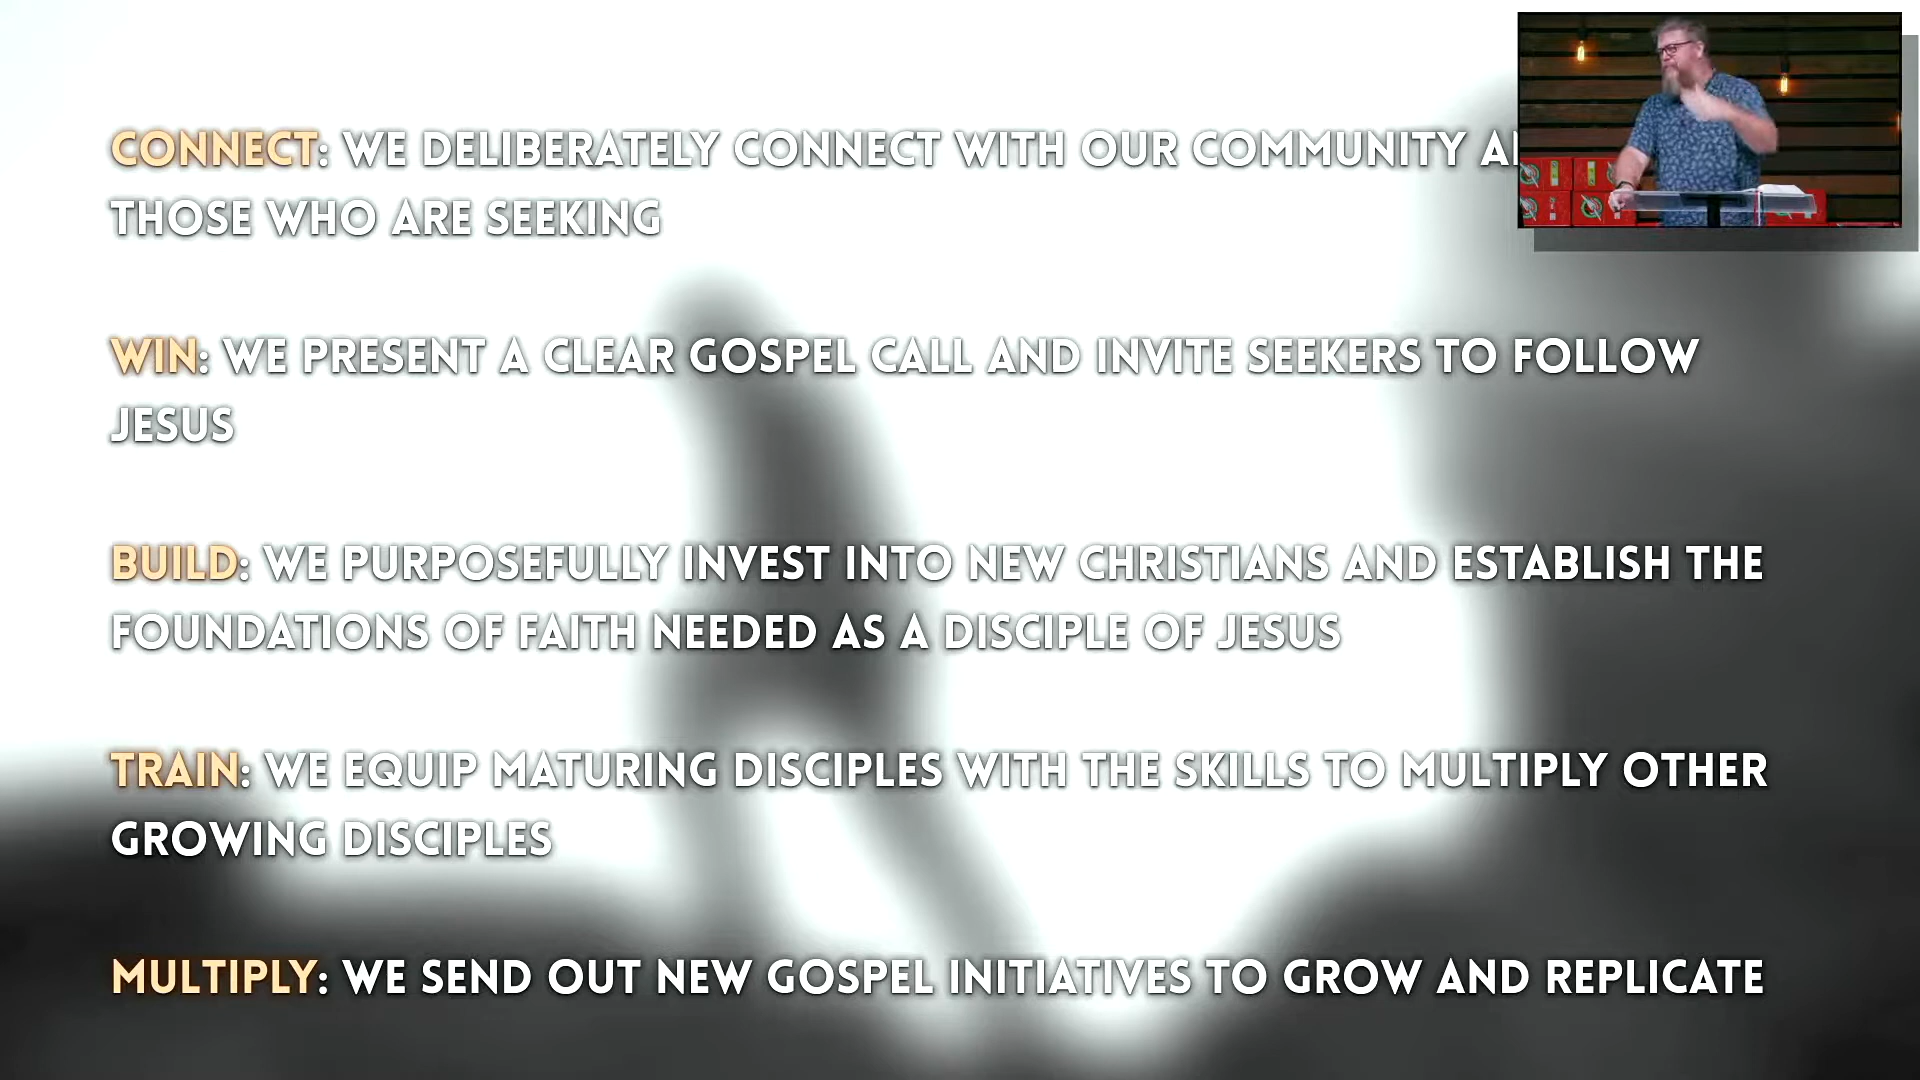 CONNECT: WE DELIBERATELY CONNECT WITH OUR COMMUNITY
THOSE WHO ARE SEEKING
WIN: WE PRESENT A CLEAR GOSPEL CALL AND INVITE SEEKERS TO FOLLOW
JESUS
BUILD: WE PURPOSEFULLY INVEST INTO NEW CHRISTIANS AND ESTABLISH THE
FOUNDATIONS OF FAITH NEEDED AS A DISCIPLE OF JESUS
TRAIN: WE EQUIP MATURING DISCIPLES WITH THE SKILLS TO MULTIPLY OTHER
GROWING DISCIPLES
MULTIPLY: WE SEND OUT NEW GOSPEL INITIATIVES TO GROW AND REPLICATE